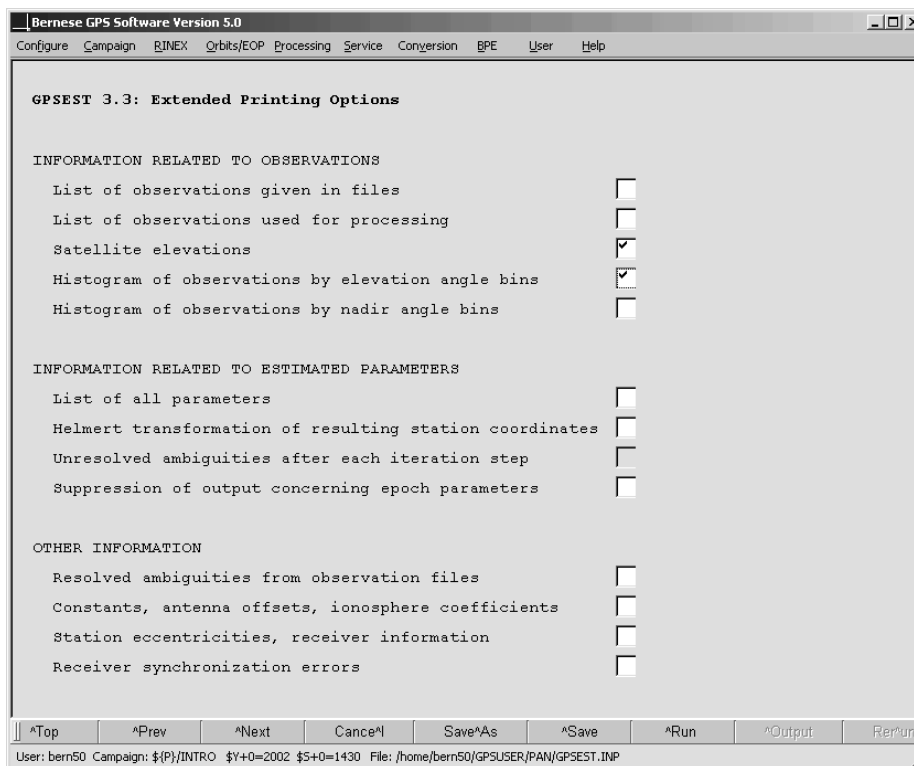 Bernese GPS Software Version 5.0
Configure Campaign RINEX Orbits/EOP Processing Service Conversion BPE User Help
GPSEST 3.3: Extended Printing Options
INFORMATION RELATED TO OBSERVATIONS
List of observations given in files
List of observations used for processing
Satellite elevations
Histogram of observations by elevation angle bins
Histogram of observations by nadir angle bins
INFORMATION RELATED TO ESTIMATED PARAMETERS
List of all parameters
Helmert transformation of resulting station coordinates
Unresolved ambiguities after each iteration step
Suppression of output concerning epoch parameters
OTHER INFORMATION
Resolved ambiguities from observation files
Constants, antenna offsets, ionosphere coefficients
Station eccentricities, receiver information
Receiver synchronization errors
^Top ^Prev ^Next Cance^l Save^As ^Save ^Run ^Output Rer^un
User: bern50 Campaign: ${P}/INTRO $Y+0=2002 $S+0=1430 File: /home/bern50/GPSUSER/PAN/GPSEST.INP